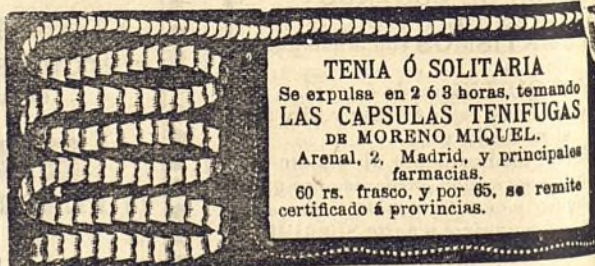 TENIA Ó SOLITARIA
Se expulsa en 2 ó 3 horas, temando
LAS CAPSULAS TENIFUGAS
DE MORENO MIQUEL.
Arenal, 2, Madrid, y principales
farmacias.
60 rs. frasco, y por 65, se remite
certificado á provincias.